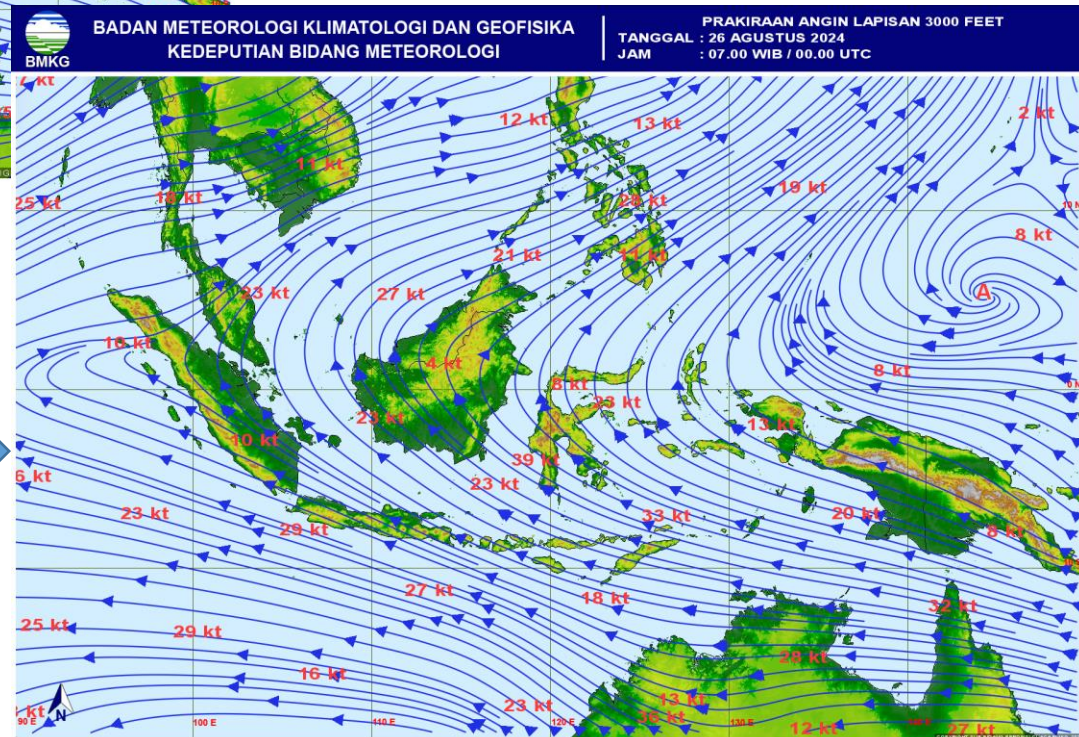 BMKG
BADAN METEOROLOGI KLIMATOLOGI DAN GEOFISIKA
KEDEPUTIAN BIDANG METEOROLOGI
PRAKIRAAN ANGIN LAPISAN 3000 FEET
TANGGAL : 26 AGUSTUS 2024
JAM : 07.00 WIB / 00.00 UTC
2 kt
12 kt
13 kt
11 kt
19 kt
18 kt
25 kt
28 kt
10 N
8 kt
21 kt
11 kt
23 kt
27 kt
A
10 kt
4 kt
8 kt
8 kt
0 N
23 kt
23 kt
13 kt
10 kt
39 kt
6 kt
23 kt
23 kt
33 kt
20 kt
29 kt
8 kt
27 kt
18 kt
32 kt
25 kt
29 kt
28 kt
16 kt
13 kt
23 kt
kt
N
90 E
100 E
110 E
120 E
130 E
12 kt
27 kt